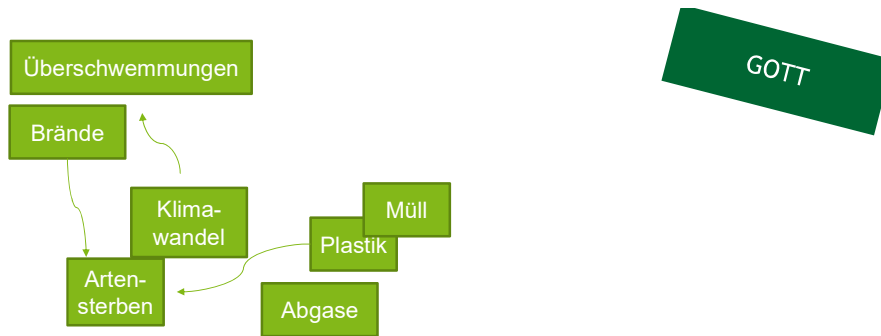 Überschwemmungen
GOTT
Brände
Klima-
wandel
Müll
Plastik
Arten-
sterben
Abgase